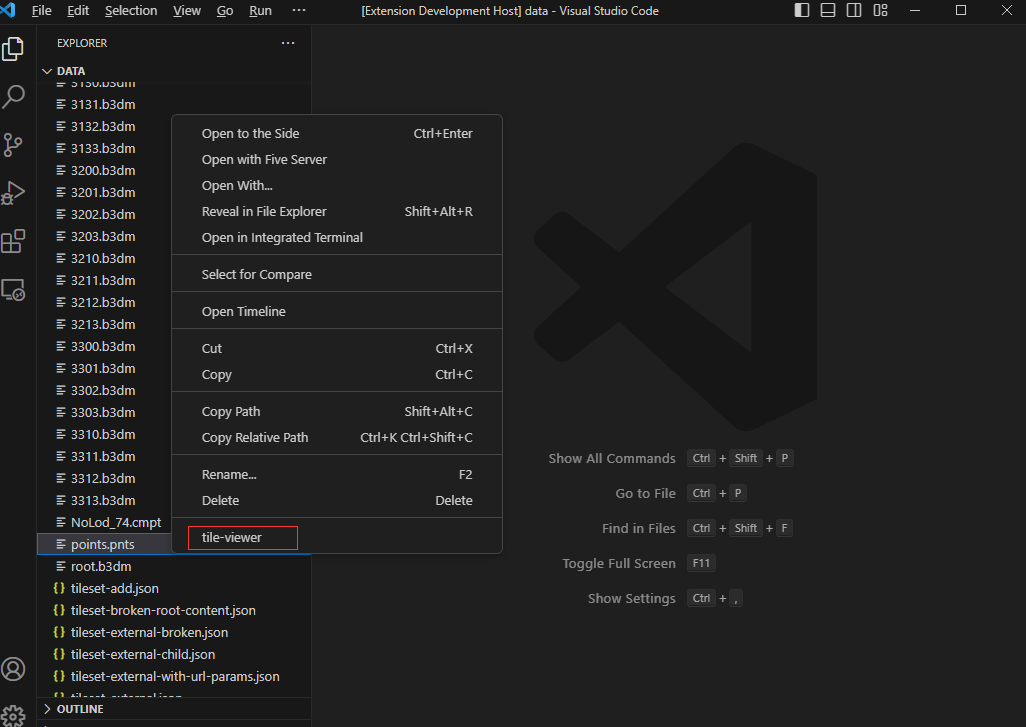 File Edit Selection View Go Run ··· [Extension Development Host] data - Visual Studio Code
EXPLORER ···
DATA
3130.b3dm
3131.b3dm
3132.b3dm
3133.b3dm
3200.b3dm
3201.b3dm
3202.b3dm
3203.b3dm
3210.b3dm
3211.b3dm
3212.b3dm
3213.b3dm
3300.b3dm
3301.b3dm
3302.b3dm
3303.b3dm
3310.b3dm
3311.b3dm
3312.b3dm
3313.b3dm
NoLod_74.cmpt
points.pnts
root.b3dm
{} tileset-add.json
{} tileset-broken-root-content.json
{} tileset-external-broken.json
{} tileset-external-child.json
{} tileset-external-with-url-params.json
{} tileset-external.json
OUTLINE
Open to the Side Ctrl+Enter
Open with Five Server
Open With...
Reveal in File Explorer Shift+Alt+R
Open in Integrated Terminal
Select for Compare
Open Timeline
Cut Ctrl+X
Copy Ctrl+C
Copy Path Shift+Alt+C
Copy Relative Path Ctrl+K Ctrl+Shift+C
Rename... F2
Delete Delete
tile-viewer
Show All Commands Ctrl + Shift + P
Go to File Ctrl + P
Find in Files Ctrl + Shift + F
Toggle Full Screen F11
Show Settings Ctrl + ,